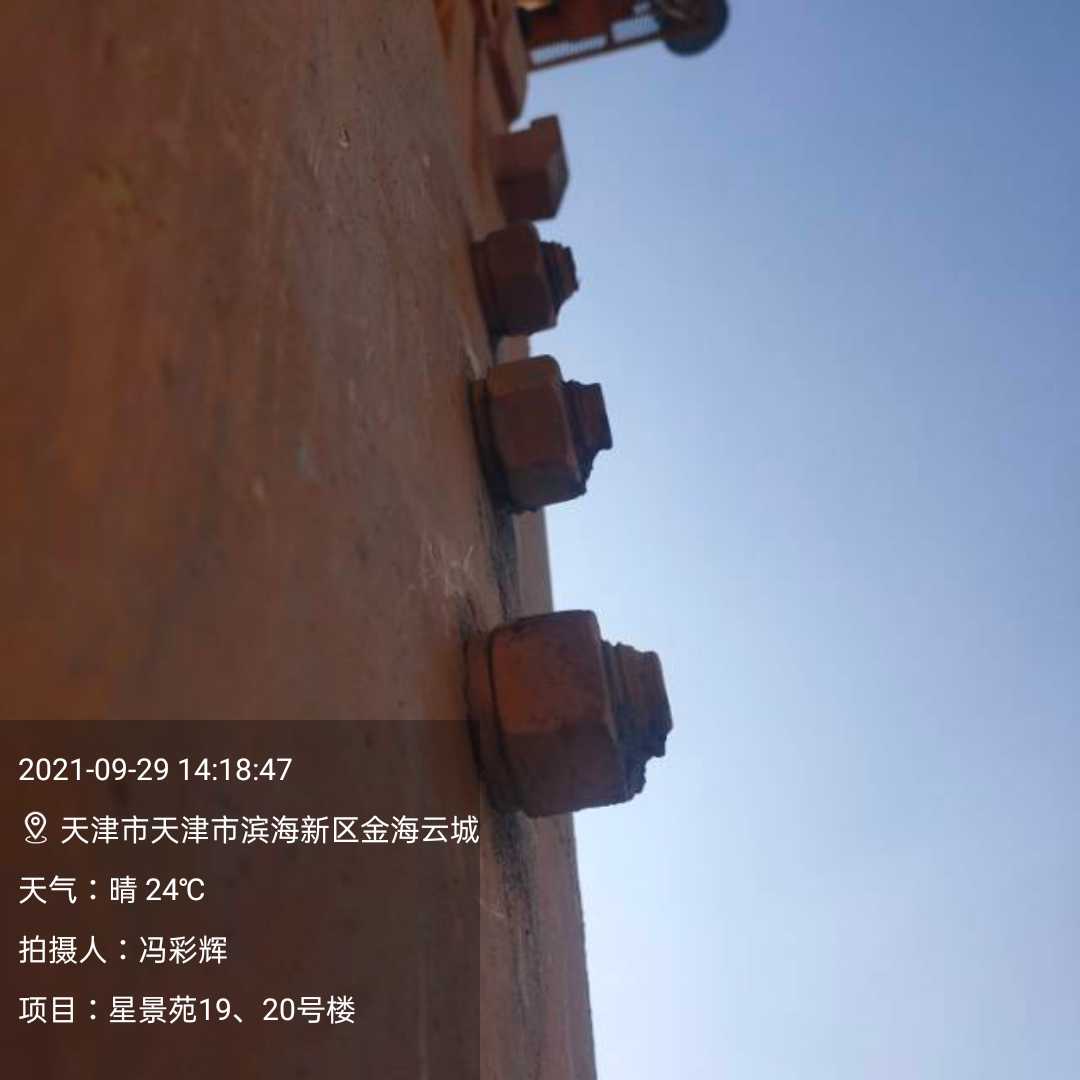 2021-09-29 14:18:47
天津市天津市滨海新区金海云城
天气：晴 24℃
拍摄人：冯彩辉
项目：星景苑19、20号楼